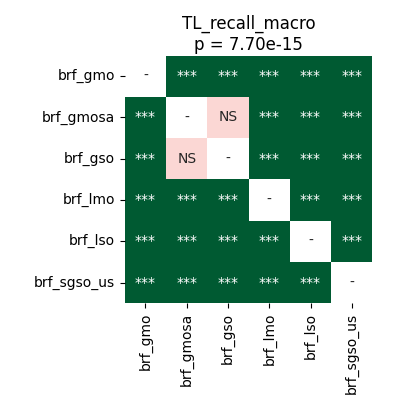 TL_recall_macro
p = 7.70e-15
brf_gmo - *** *** *** *** ***
brf_gmosa *** - NS *** *** ***
brf_gso *** NS - *** *** ***
brf_lmo *** *** *** - *** ***
brf_lso *** *** *** *** - ***
brf_sgso_us *** *** *** *** *** -
brf_gmo brf_gmosa brf_gso brf_lmo brf_lso brf_sgso_us